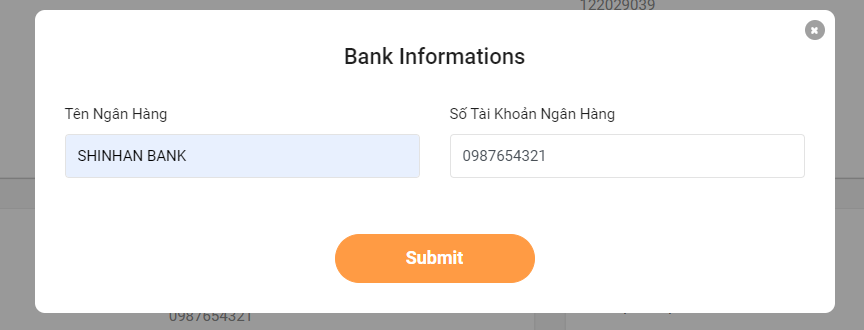 122029039
Bank Informations
Tên Ngân Hàng
Số Tài Khoản Ngân Hàng
SHINHAN BANK
0987654321
Submit
0987654321